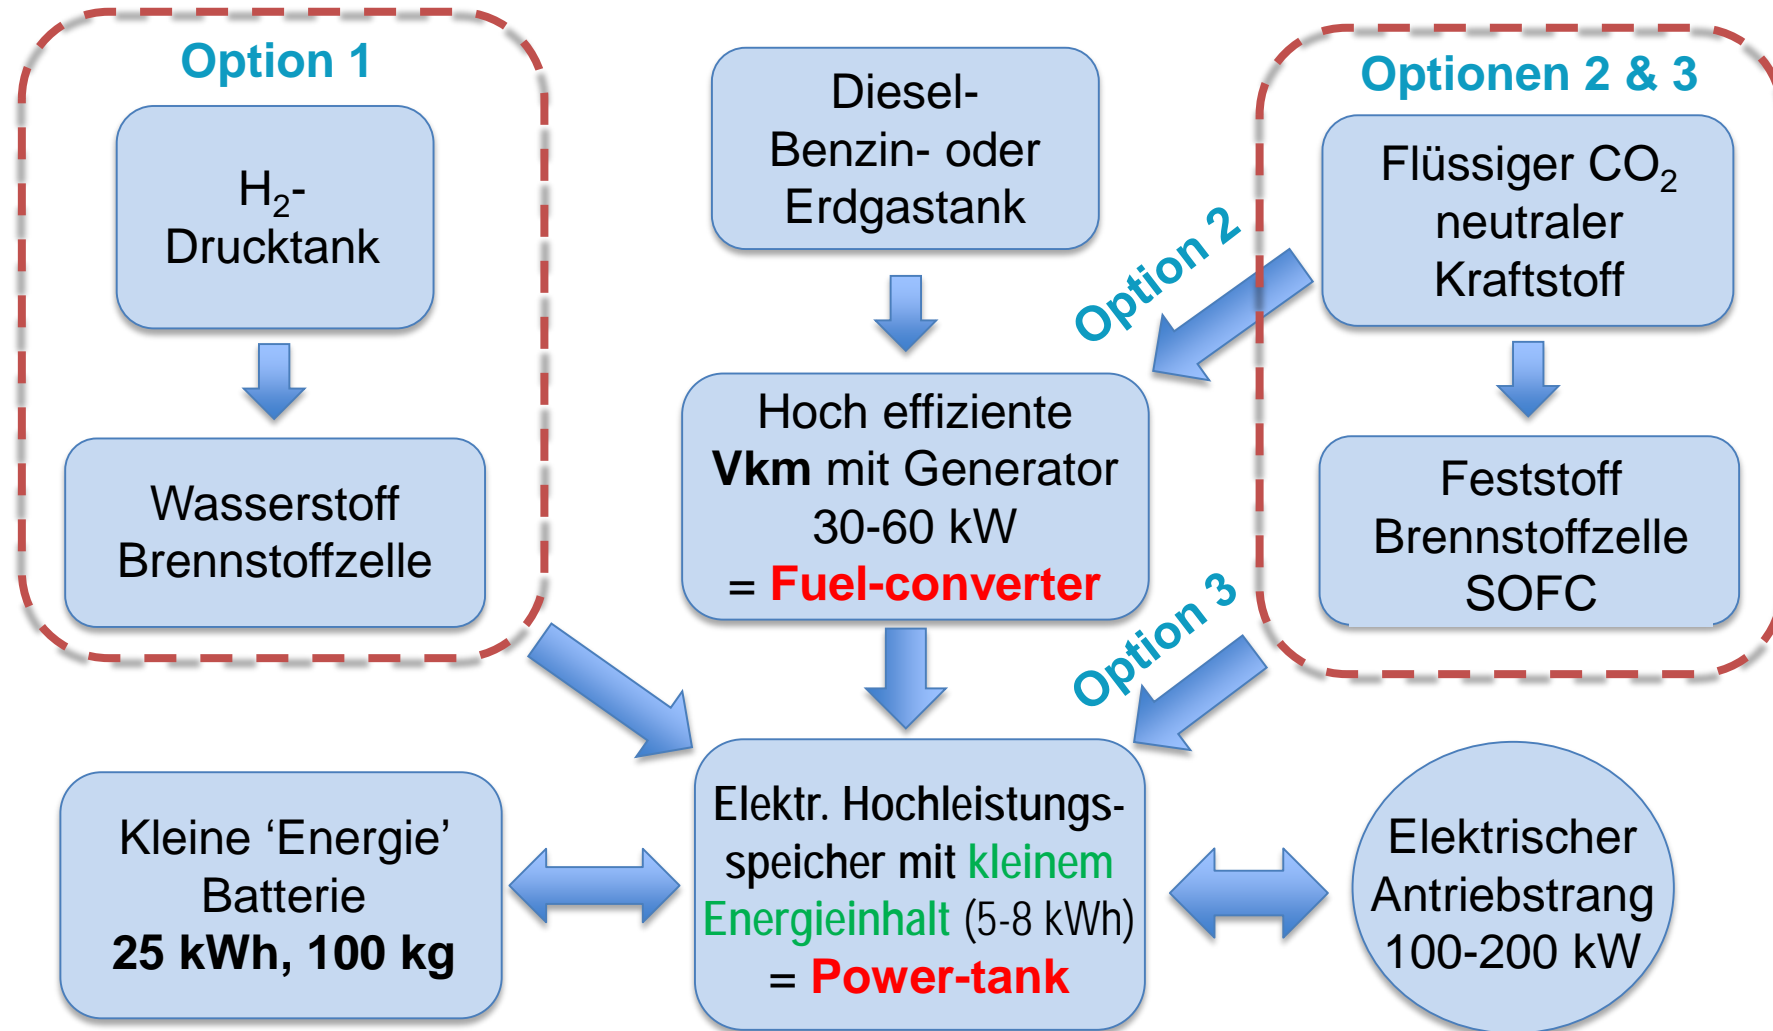 Option 1
H₂-
Drucktank
Wasserstoff
Brennstoffzelle
Diesel-
Benzin- oder
Erdgastank
Hoch effiziente
Vkm mit Generator
30-60 kW
= Fuel-converter
Optionen 2 & 3
Flüssiger CO₂
neutraler
Kraftstoff
Option 2
Feststoff
Brennstoffzelle
SOFC
Option 3
Kleine ‘Energie’
Batterie
25 kWh, 100 kg
Elektr. Hochleistungs-
speicher mit kleinem
Energieinhalt (5-8 kWh)
= Power-tank
Elektrischer
Antriebstrang
100-200 kW